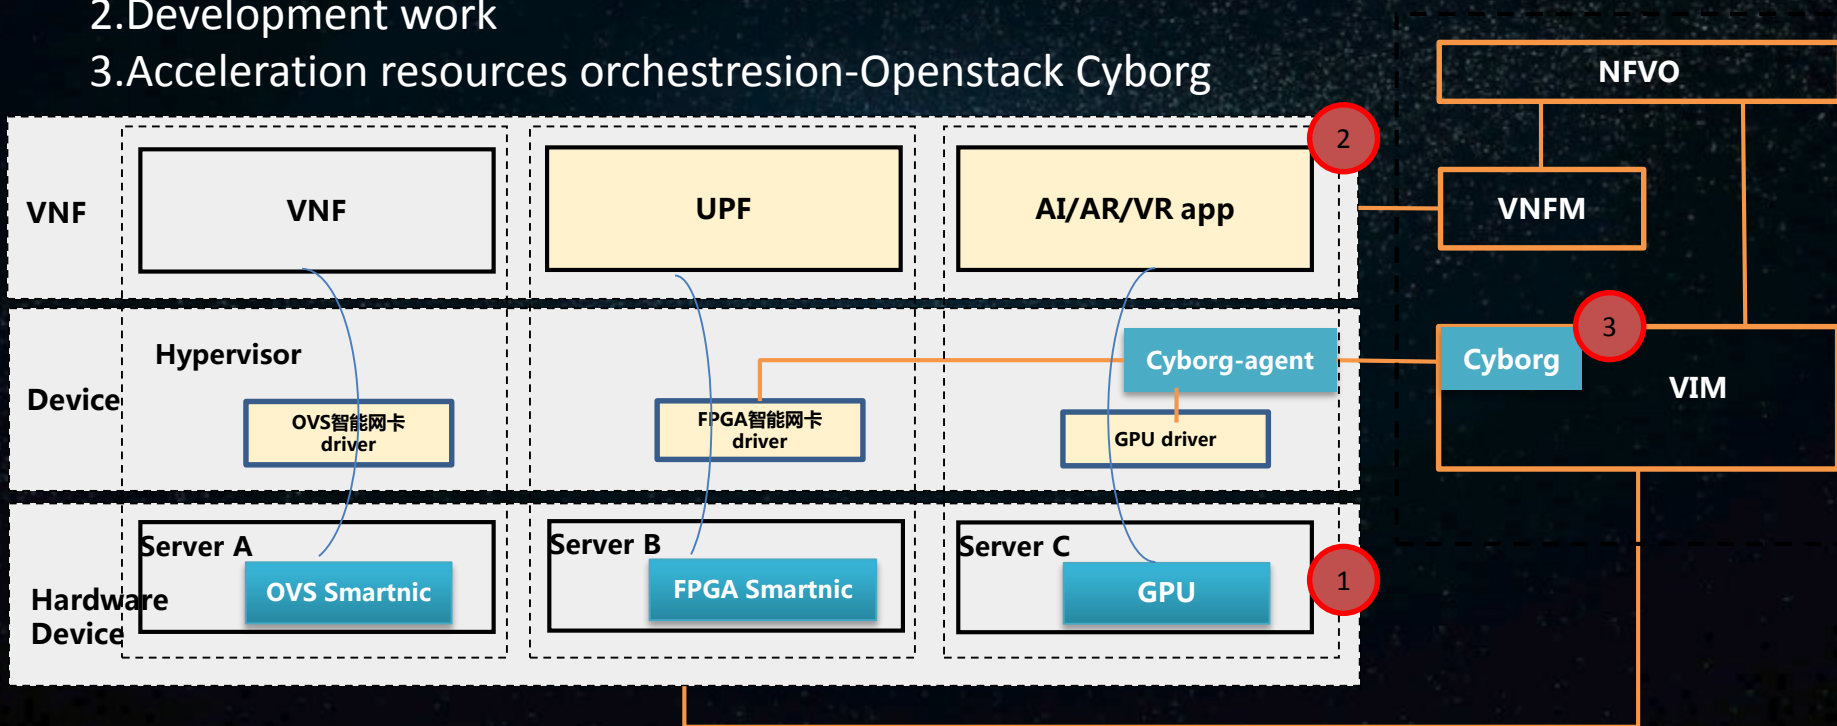 2.Development work
3.Acceleration resources orchestresion-Openstack Cyborg
NFVO
2
VNF
VNF
UPF
AI/AR/VR app
VNFM
3
Hypervisor
Cyborg-agent
Cyborg
VIM
Device
OVS智能网卡
driver
FPGA智能网卡
driver
GPU driver
Server A
Server B
Server C
1
Hardware
Device
OVS Smartnic
FPGA Smartnic
GPU